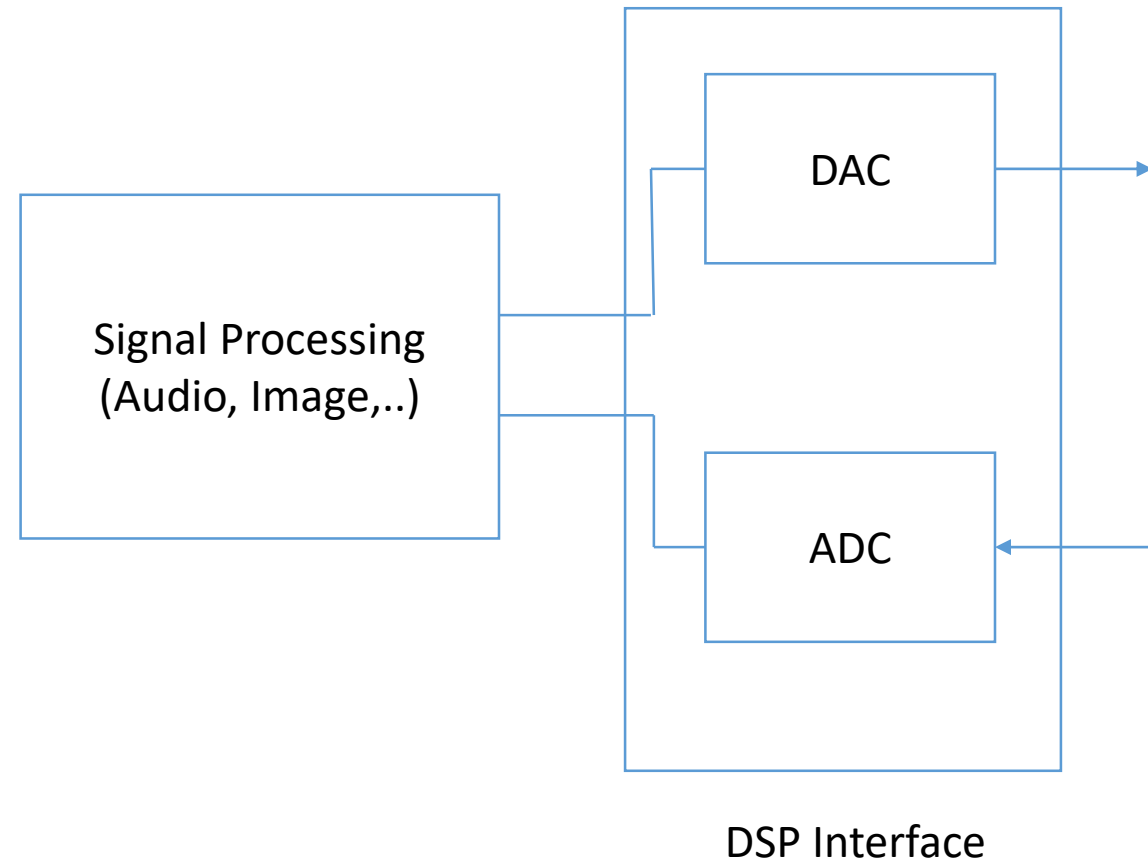 DAC
Signal Processing
(Audio, Image,..)
ADC
DSP Interface